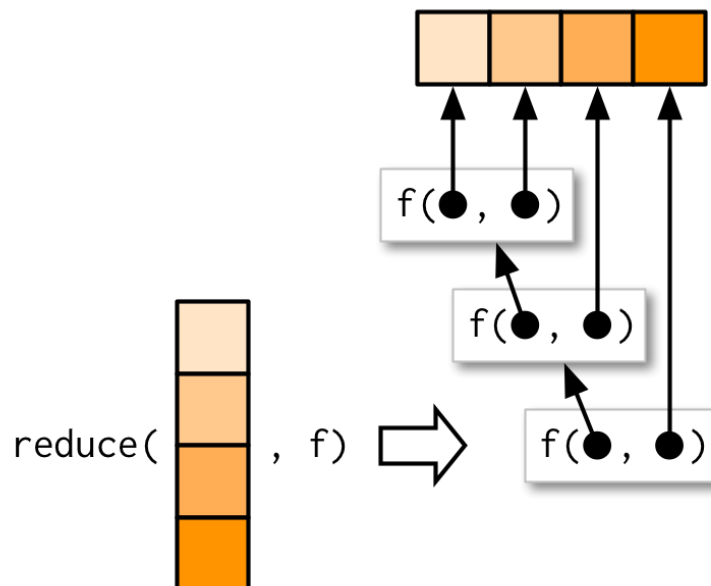 f( , )
f( , )
reduce( , f)
f( , )